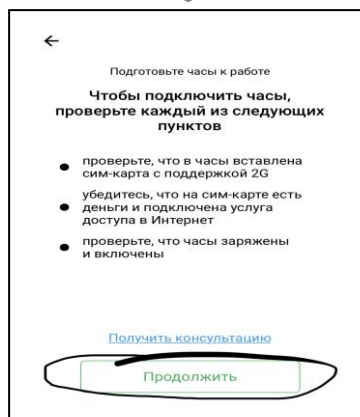 Подготовьте часы к работе
Чтобы подключить часы,
проверьте каждый из следующих
пунктов
проверьте, что в часы вставлена
сим-карта с поддержкой 2G
убедитесь, что на сим-карте есть
деньги и подключена услуга
доступа в Интернет
проверьте, что часы заряжены
и включены
Получить консультацию
Продолжить